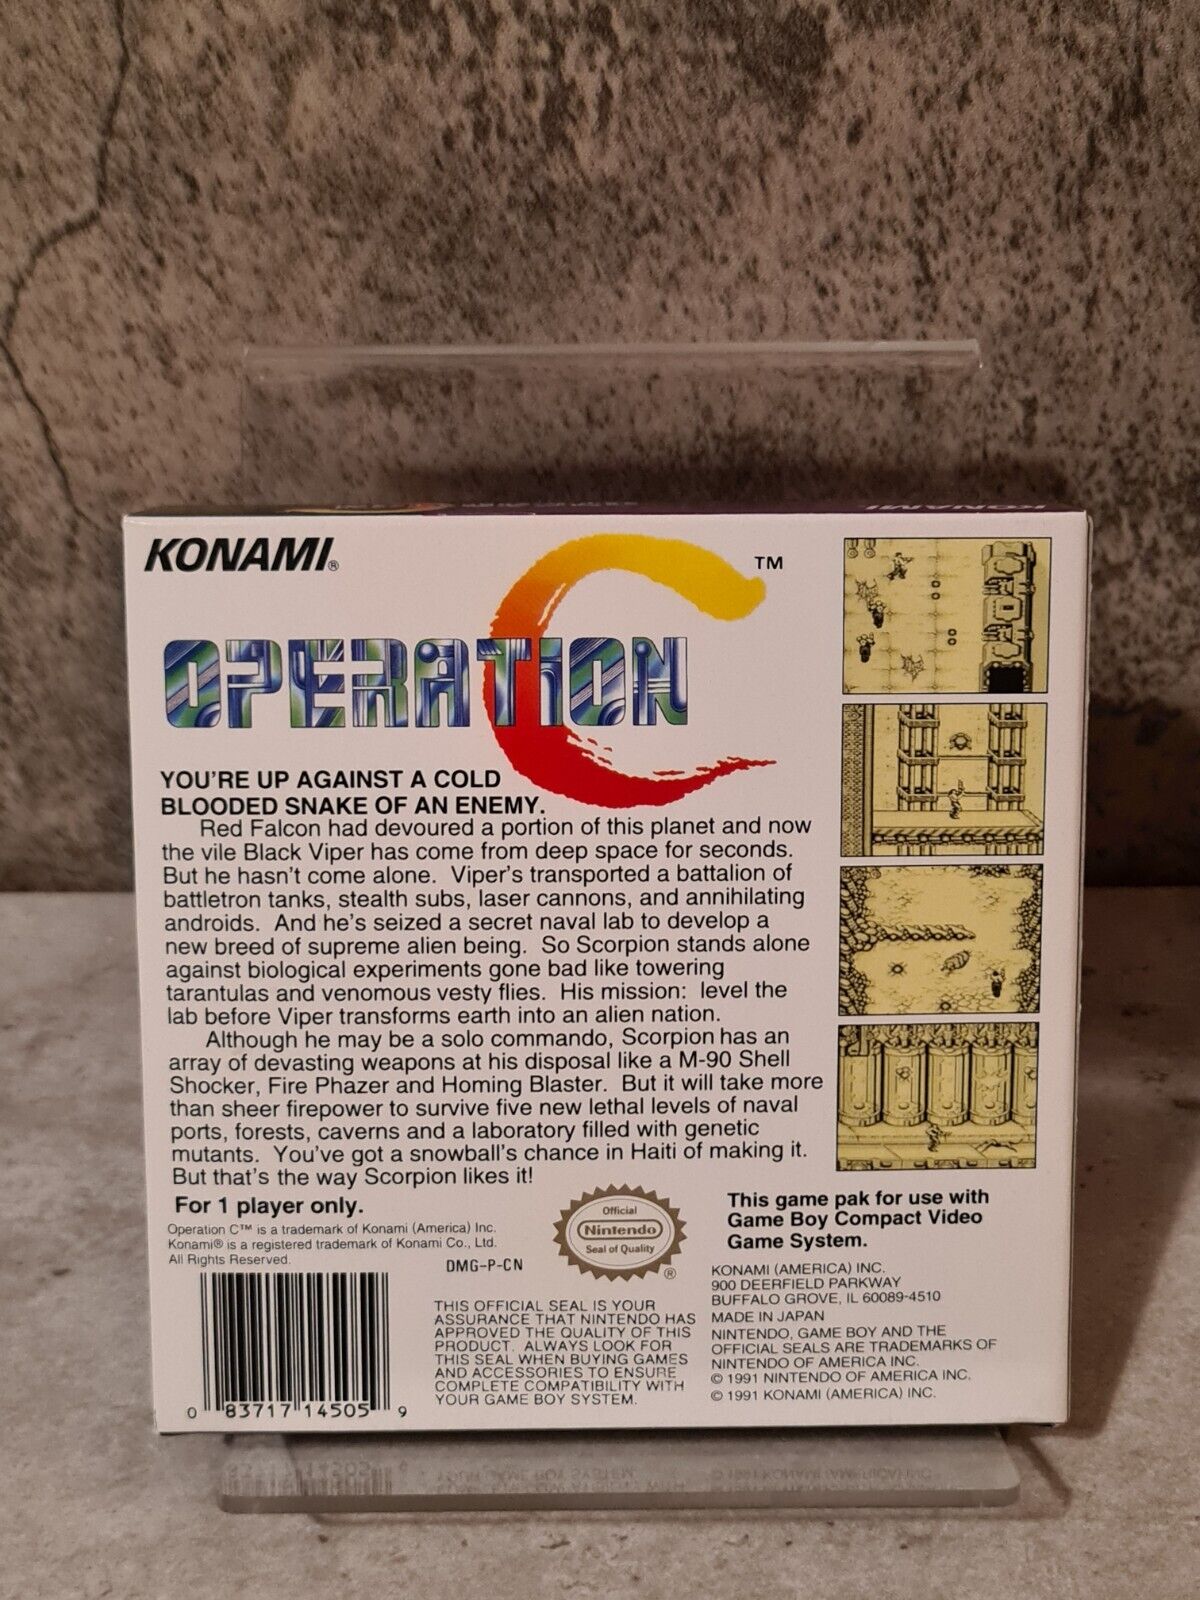 KONAMI®
TM
OPERATION C
YOU'RE UP AGAINST A COLD
BLOODED SNAKE OF AN ENEMY.
Red Falcon had devoured a portion of this planet and now
the vile Black Viper has come from deep space for seconds.
But he hasn't come alone. Viper's transported a battalion of
battletron tanks, stealth subs, laser cannons, and annihilating
androids. And he's seized a secret naval lab to develop a
new breed of supreme alien being. So Scorpion stands alone
against biological experiments gone bad like towering
tarantulas and venomous vesty flies. His mission: level the
lab before Viper transforms earth into an alien nation.
Although he may be a solo commando, Scorpion has an
array of devasting weapons at his disposal like a M-90 Shell
Shocker, Fire Phazer and Homing Blaster. But it will take more
than sheer firepower to survive five new lethal levels of naval
ports, forests, caverns and a laboratory filled with genetic
mutants. You've got a snowball's chance in Haiti of making it.
But that's the way Scorpion likes it!
For 1 player only.
Operation C™ is a trademark of Konami (America) Inc.
Konami® is a registered trademark of Konami Co., Ltd.
All Rights Reserved.
DMG-P-CN
Official
Nintendo
Seal of Quality
®
This game pak for use with
Game Boy Compact Video
Game System.
0 83717 14505 9
THIS OFFICIAL SEAL IS YOUR
ASSURANCE THAT NINTENDO HAS
APPROVED THE QUALITY OF THIS
PRODUCT. ALWAYS LOOK FOR
THIS SEAL WHEN BUYING GAMES
AND ACCESSORIES TO ENSURE
COMPLETE COMPATIBILITY WITH
YOUR GAME BOY SYSTEM.
KONAMI (AMERICA) INC.
900 DEERFIELD PARKWAY
BUFFALO GROVE, IL 60089-4510
MADE IN JAPAN
NINTENDO, GAME BOY AND THE
OFFICIAL SEALS ARE TRADEMARKS OF
NINTENDO OF AMERICA INC.
© 1991 NINTENDO OF AMERICA INC.
© 1991 KONAMI (AMERICA) INC.